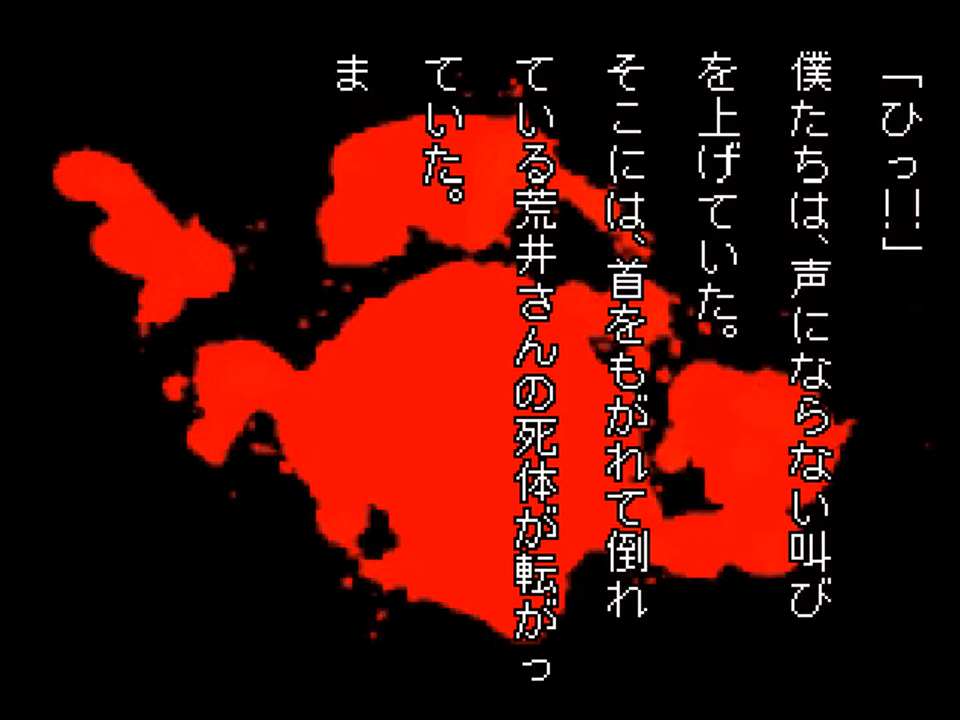 「ひっ!!」
僕たちは、声にならない叫び
を上げていた。
そこには、首をもがれて倒れ
ている荒井さんの死体が転がっ
ていた。
ま